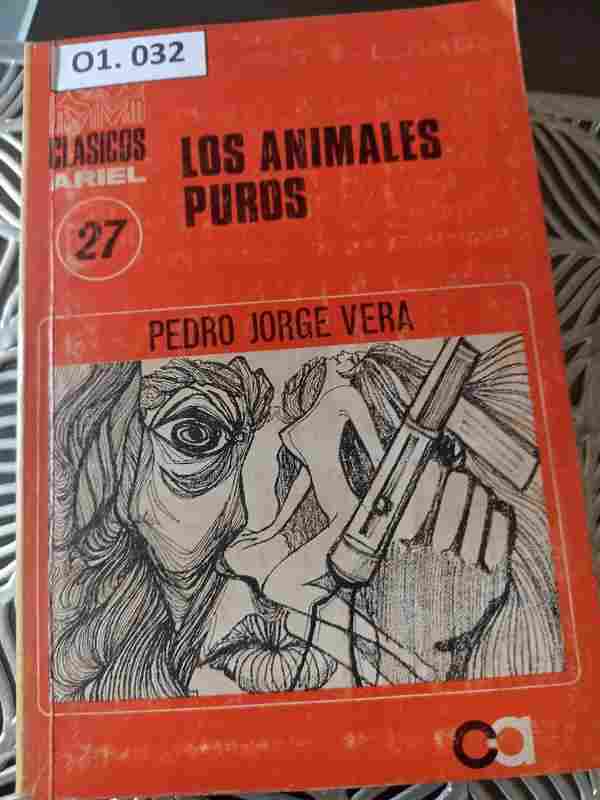 O1. 032
CLASICOS
ARIEL
27
LOS ANIMALES
PUROS
PEDRO JORGE VERA
ca